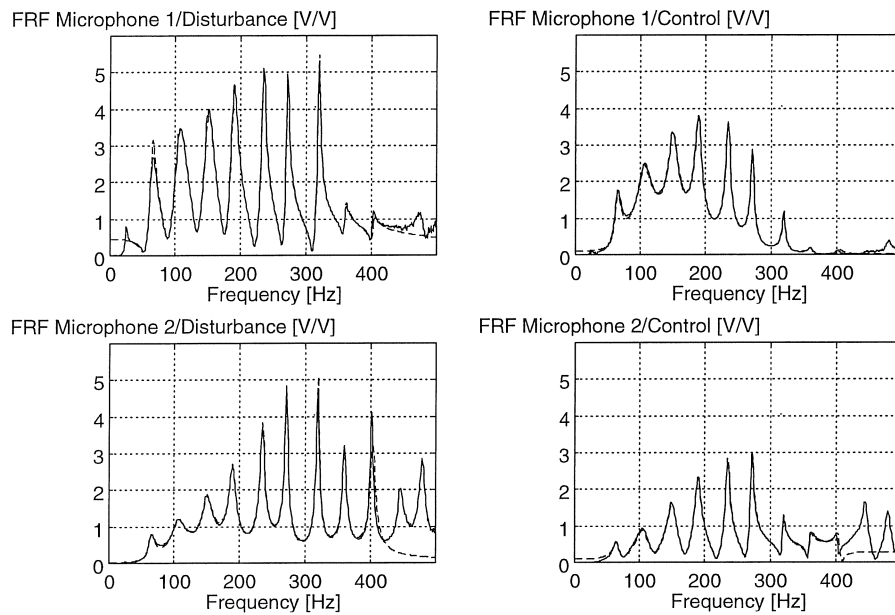 FRF Microphone 1/Disturbance [V/V]
5
4
3
2
1
0
0 100 200 300 400
Frequency [Hz]
FRF Microphone 1/Control [V/V]
5
4
3
2
1
0
0 100 200 300 400
Frequency [Hz]
FRF Microphone 2/Disturbance [V/V]
5
4
3
2
1
0
0 100 200 300 400
Frequency [Hz]
FRF Microphone 2/Control [V/V]
5
4
3
2
1
0
0 100 200 300 400
Frequency [Hz]